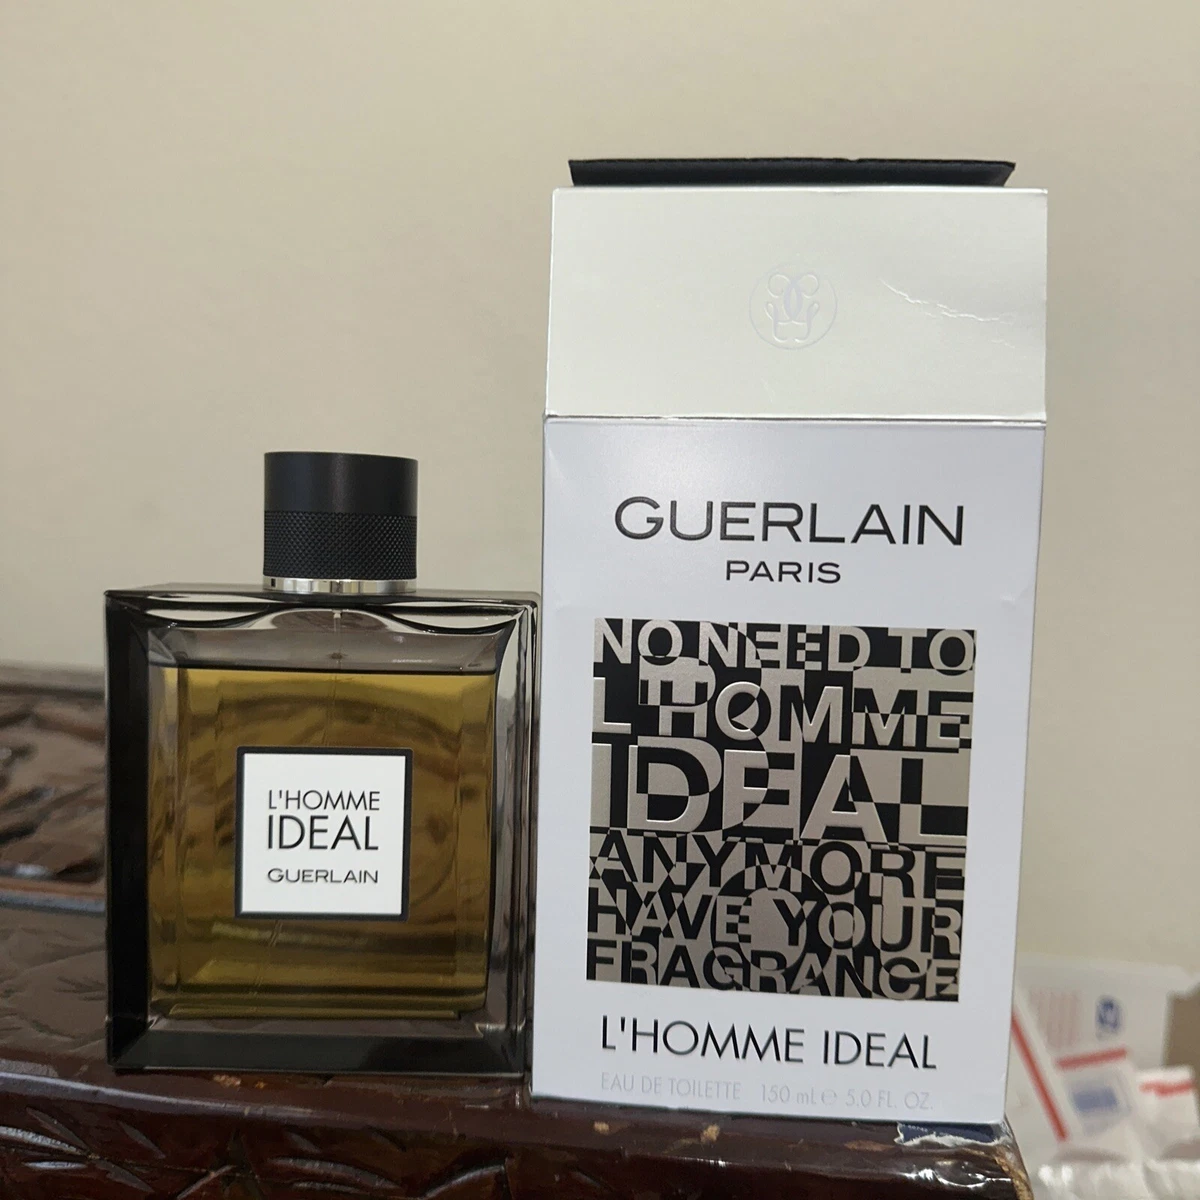 L'HOMME
IDEAL
GUERLAIN
GUERLAIN
PARIS
NO NEED TO
L'HOMME
IDEAL
ANYMORE
HAVE YOUR
FRAGRANCE
L'HOMME IDEAL
EAU DE TOILETTE 150 mL ℮ 5.0 FL. OZ.